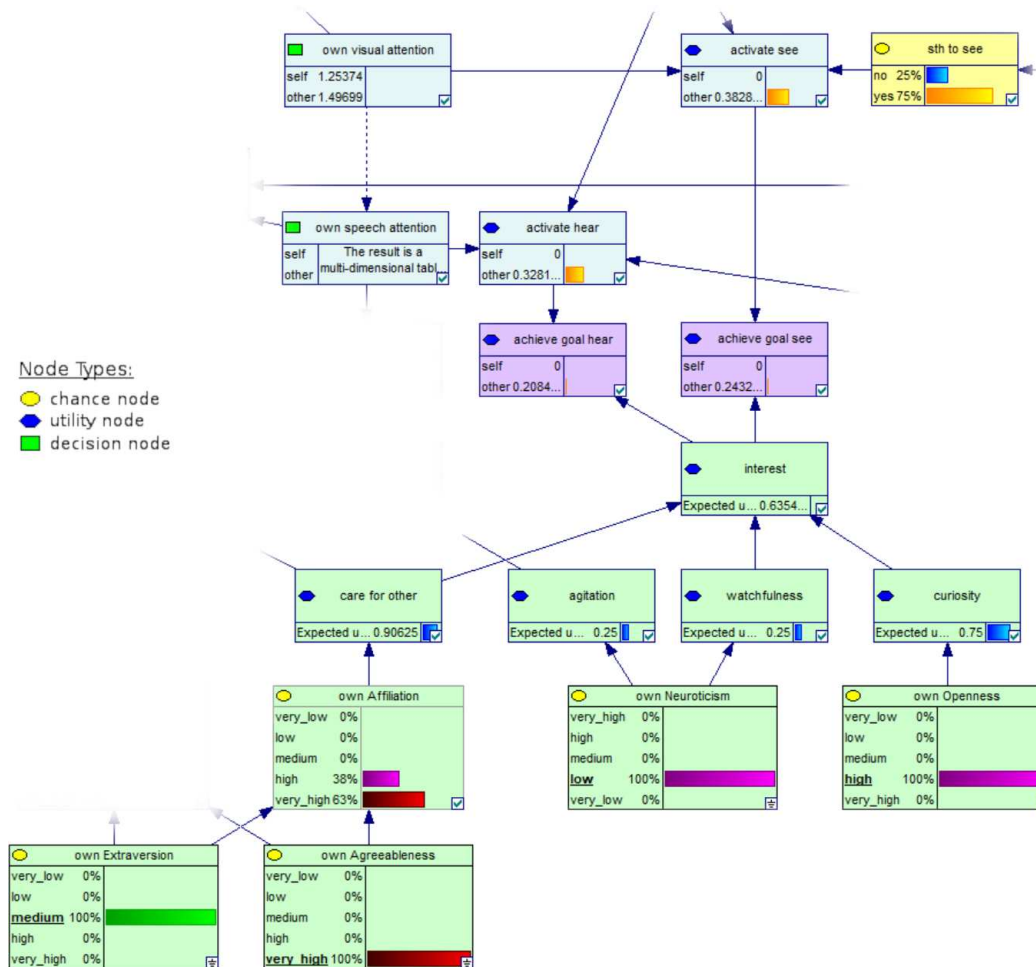 own visual attention
self 1.25374
other 1.49699
activate see
self 0
other 0.3828...
sth to see
no 25%
yes 75%
own speech attention
self
other
The result is a
multi-dimensional tabl...
activate hear
self 0
other 0.3281...
achieve goal hear
self 0
other 0.2084...
achieve goal see
self 0
other 0.2432...
Node Types:
chance node
utility node
decision node
interest
Expected u... 0.6354...
care for other
Expected u... 0.90625
agitation
Expected u... 0.25
watchfulness
Expected u... 0.25
curiosity
Expected u... 0.75
own Affiliation
very_low 0%
low 0%
medium 0%
high 38%
very_high 63%
own Neuroticism
very_high 0%
high 0%
medium 0%
low 100%
very_low 0%
own Openness
very_low 0%
low 0%
medium 0%
high 100%
very_high 0%
own Extraversion
very_low 0%
low 0%
medium 100%
high 0%
very_high 0%
own Agreeableness
very_low 0%
low 0%
medium 0%
high 0%
very_high 100%